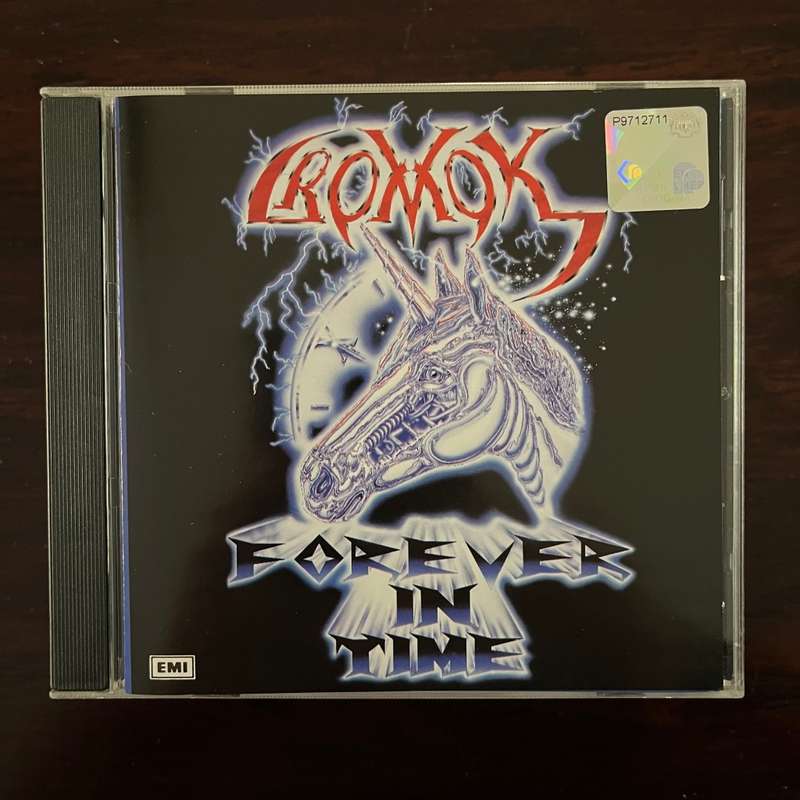 CROMOK
P9712711
FOREVER
IN
TIME
EMI